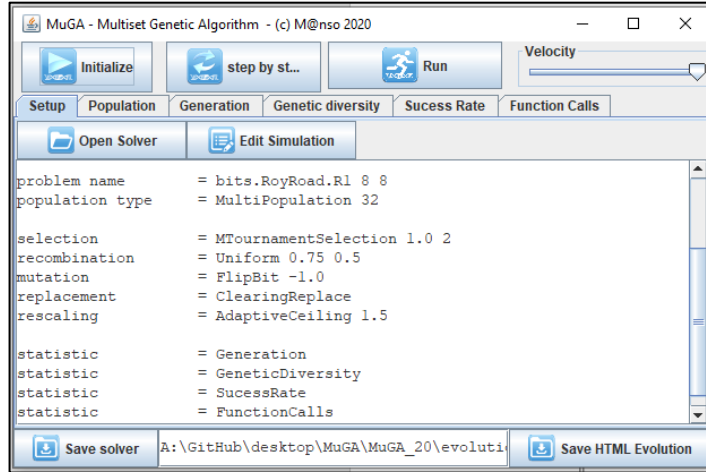 MuGA - Multiset Genetic Algorithm - (c) M@nso 2020
Initialize
step by st...
Run
Velocity
Setup Population Generation Genetic diversity Sucess Rate Function Calls
Open Solver
Edit Simulation
problem name = bits.RoyRoad.R1 8 8
population type = MultiPopulation 32
selection = MTournamentSelection 1.0 2
recombination = Uniform 0.75 0.5
mutation = FlipBit -1.0
replacement = ClearingReplace
rescaling = AdaptiveCeiling 1.5
statistic = Generation
statistic = GeneticDiversity
statistic = SucessRate
statistic = FunctionCalls
Save solver
A:\GitHub\desktop\MuGA\MuGA_20\evoluti
Save HTML Evolution